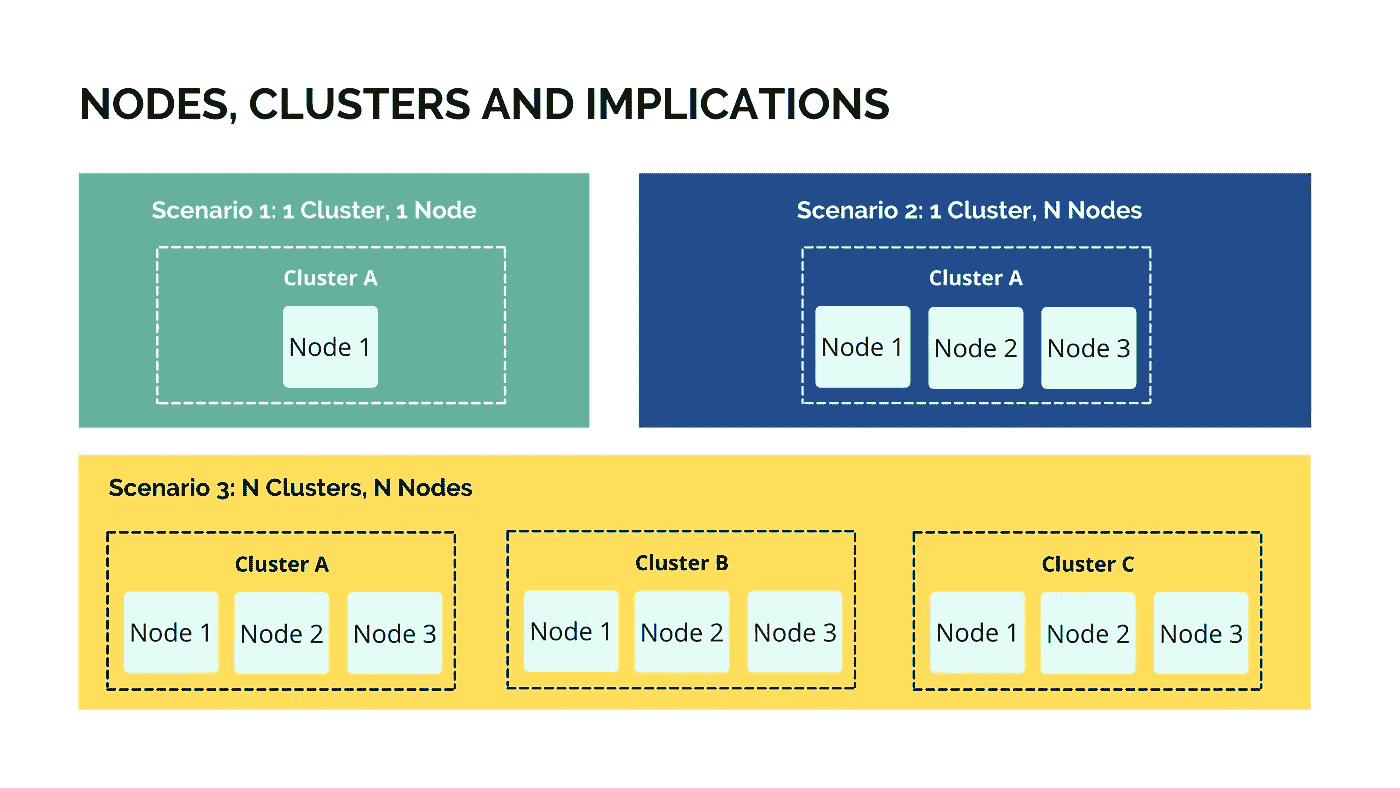 NODES, CLUSTERS AND IMPLICATIONS
Scenario 1: 1 Cluster, 1 Node
Cluster A
Node 1
Scenario 2: 1 Cluster, N Nodes
Cluster A
Node 1 Node 2 Node 3
Scenario 3: N Clusters, N Nodes
Cluster A
Node 1 Node 2 Node 3
Cluster B
Node 1 Node 2 Node 3
Cluster C
Node 1 Node 2 Node 3